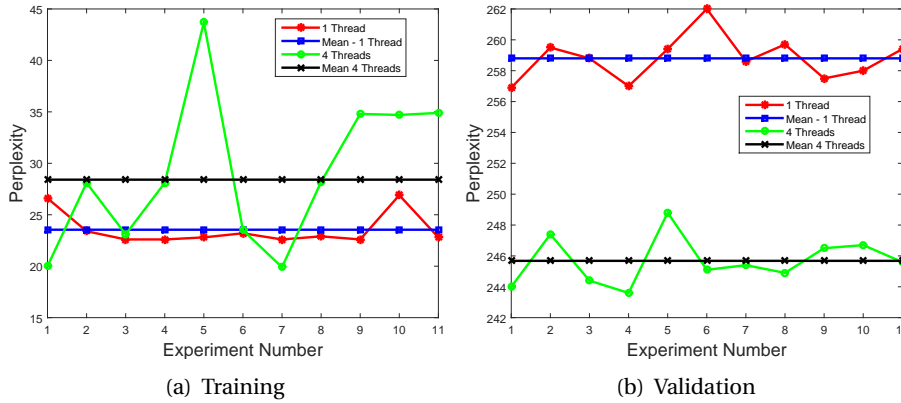 45
40
35
30
25
20
15
Perplexity
1 Thread
Mean - 1 Thread
4 Threads
Mean 4 Threads
1 2 3 4 5 6 7 8 9 10 11
Experiment Number
(a) Training
262
260
258
256
254
252
250
248
246
244
242
Perplexity
1 Thread
Mean - 1 Thread
4 Threads
Mean 4 Threads
1 2 3 4 5 6 7 8 9 10
Experiment Number
(b) Validation